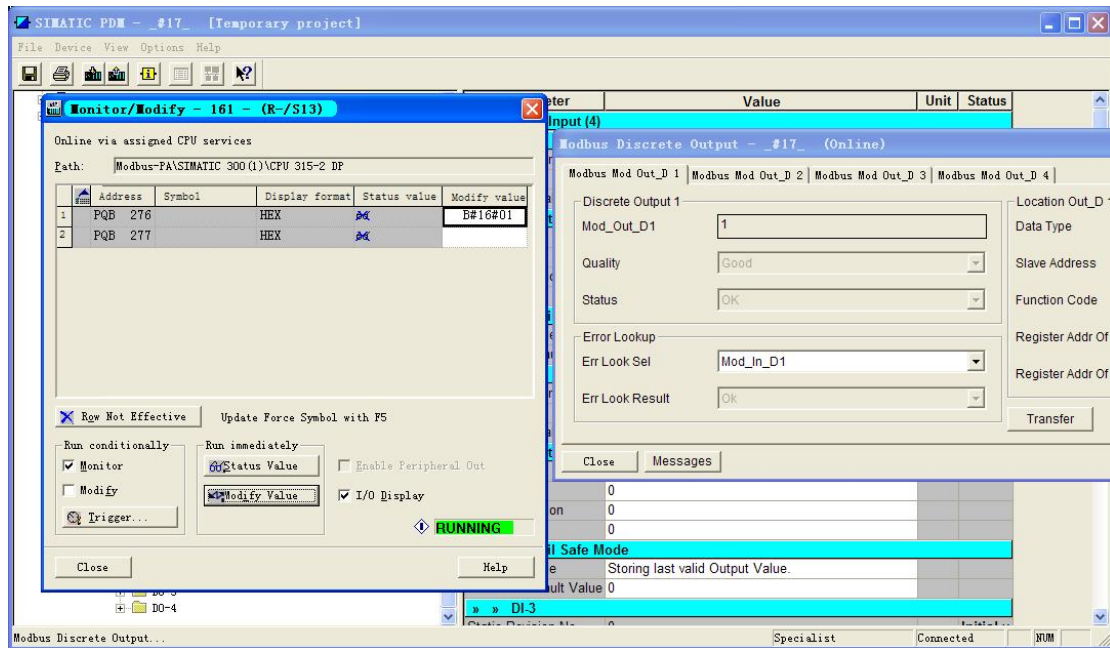 SIMATIC PDM - _#17_ [Temporary project]
File Device View Options Help
Monitor/Modify - 161 - (R-/S13)
Online via assigned CPU services
Path: Modbus-PA\SIMATIC 300(1)\CPU 315-2 DP
Address Symbol Display format Status value Modify value
1 PQB 276 HEX B#16#01
2 PQB 277 HEX
Row Not Effective Update Force Symbol with F5
Run conditionally Run immediately
Monitor Status Value Enable Peripheral Out
Modify Modify Value I/O Display
Trigger...
RUNNING
Close Help
DO-4
Value Unit Status
Input (4)
Modbus Discrete Output - _#17_ (Online)
Modbus Mod Out_D 1 Modbus Mod Out_D 2 Modbus Mod Out_D 3 Modbus Mod Out_D 4
Discrete Output 1 Location Out_D 1
Mod_Out_D1 1 Data Type
Quality Good Slave Address
Status OK Function Code
Error Lookup Register Addr Of
Err Look Sel Mod_In_D1
Err Look Result Ok Register Addr Of
Transfer
Close Messages
0
on 0
0
il Safe Mode
e Storing last valid Output Value.
ult Value 0
» » DI-3
Modbus Discrete Output... Specialist Connected NUM